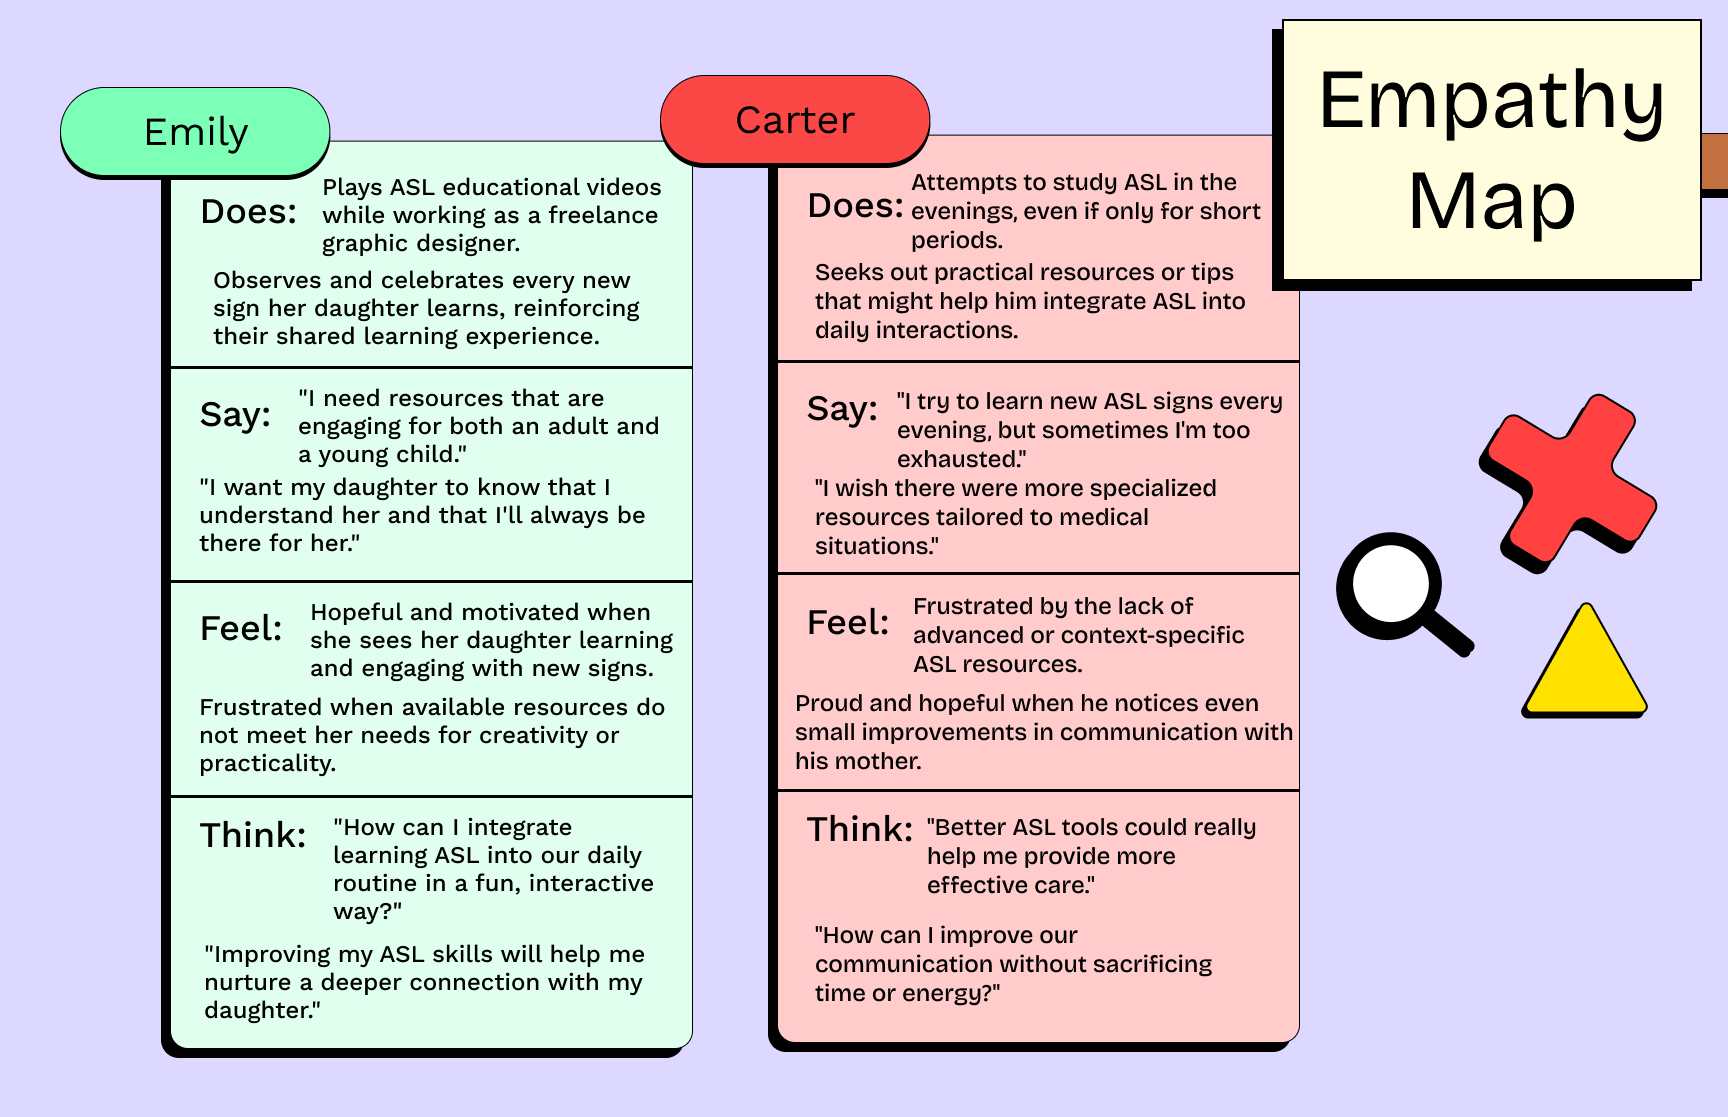 Empathy
Map
Emily
Does:
Plays ASL educational videos
while working as a freelance
graphic designer.
Observes and celebrates every new
sign her daughter learns, reinforcing
their shared learning experience.
Say:
"I need resources that are
engaging for both an adult and
a young child."
"I want my daughter to know that I
understand her and that I'll always be
there for her."
Feel:
Hopeful and motivated when
she sees her daughter learning
and engaging with new signs.
Frustrated when available resources do
not meet her needs for creativity or
practicality.
Think:
"How can I integrate
learning ASL into our daily
routine in a fun, interactive
way?"
"Improving my ASL skills will help me
nurture a deeper connection with my
daughter."
Carter
Does:
Attempts to study ASL in the
evenings, even if only for short
periods.
Seeks out practical resources or tips
that might help him integrate ASL into
daily interactions.
Say:
"I try to learn new ASL signs every
evening, but sometimes I'm too
exhausted."
"I wish there were more specialized
resources tailored to medical
situations."
Feel:
Frustrated by the lack of
advanced or context-specific
ASL resources.
Proud and hopeful when he notices even
small improvements in communication with
his mother.
Think:
"Better ASL tools could really
help me provide more
effective care."
"How can I improve our
communication without sacrificing
time or energy?"